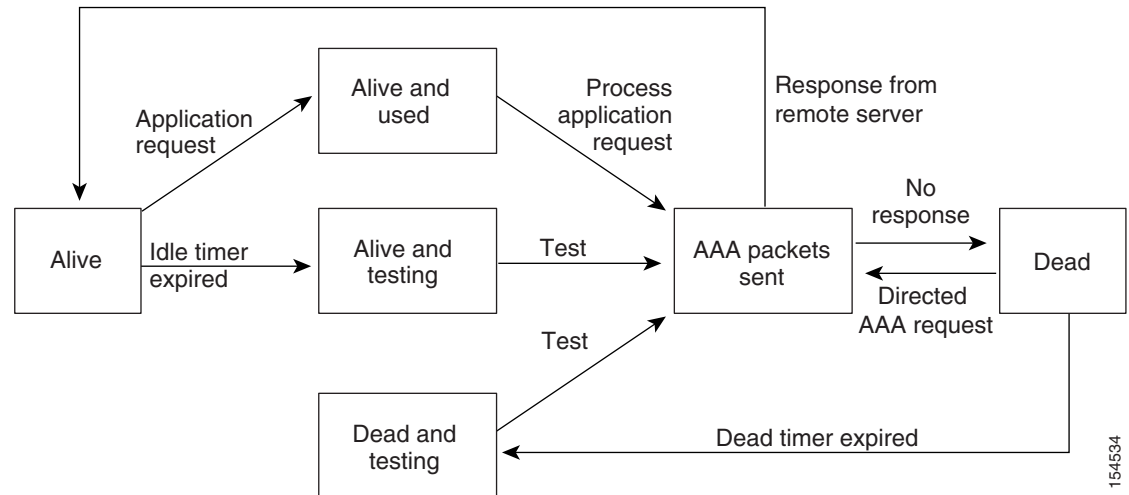 Alive and
used
Process
application
request
Response from
remote server
Application
request
No
response
Alive
Idle timer
expired
Alive and
testing
Test
AAA packets
sent
Dead
Directed
AAA request
Test
Dead and
testing
Dead timer expired
154534